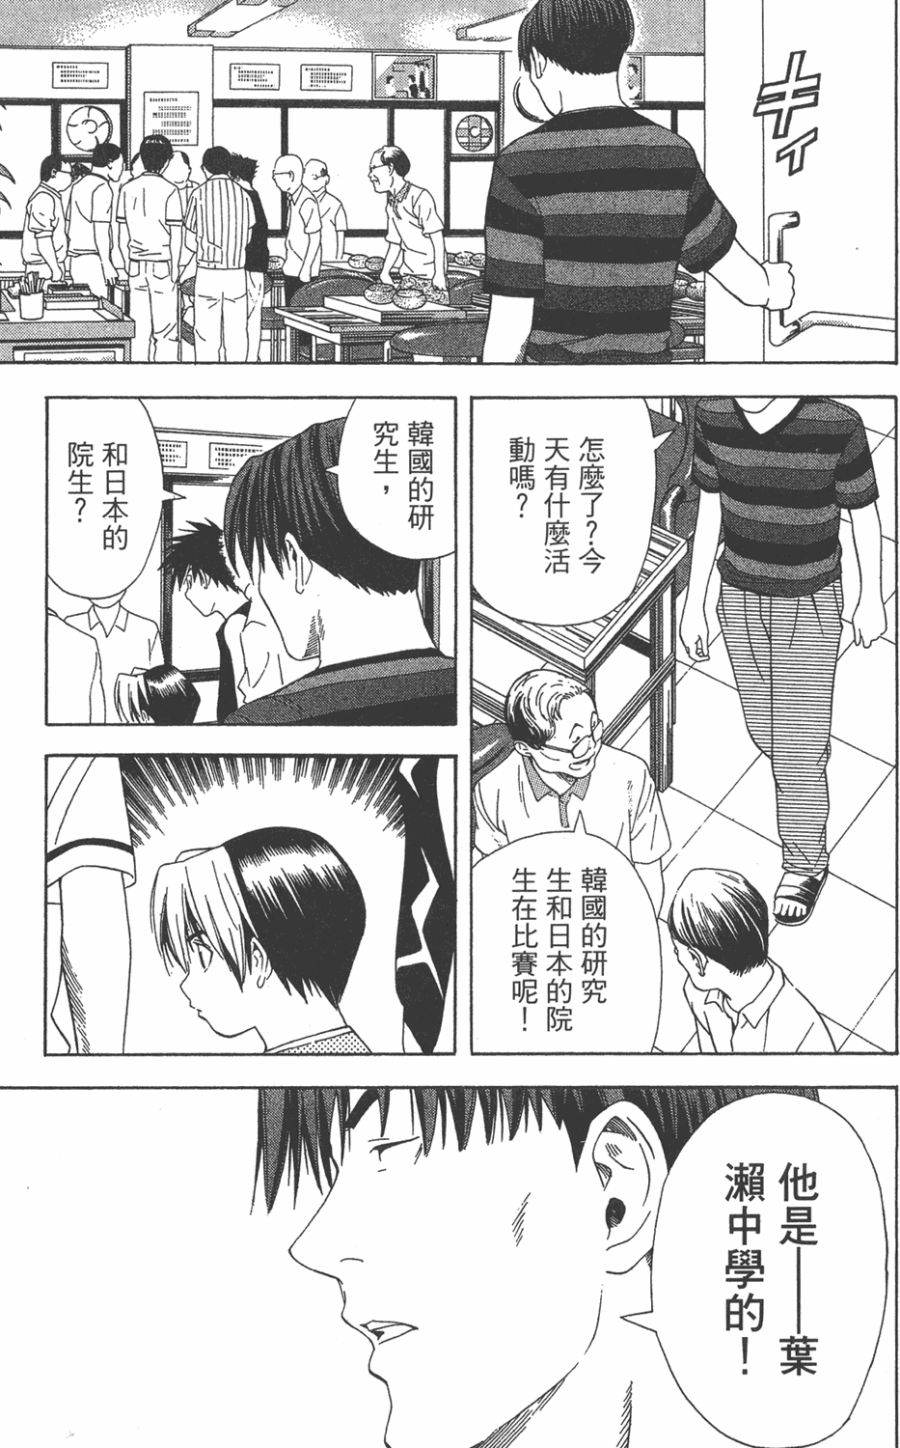 キィ
怎麼了?今
天有什麼活
動嗎?
韓國的研究
生和日本的院
生在比賽呢!
韓國的研
究生,
和日本的
院生?
他是——葉
瀨中學的!